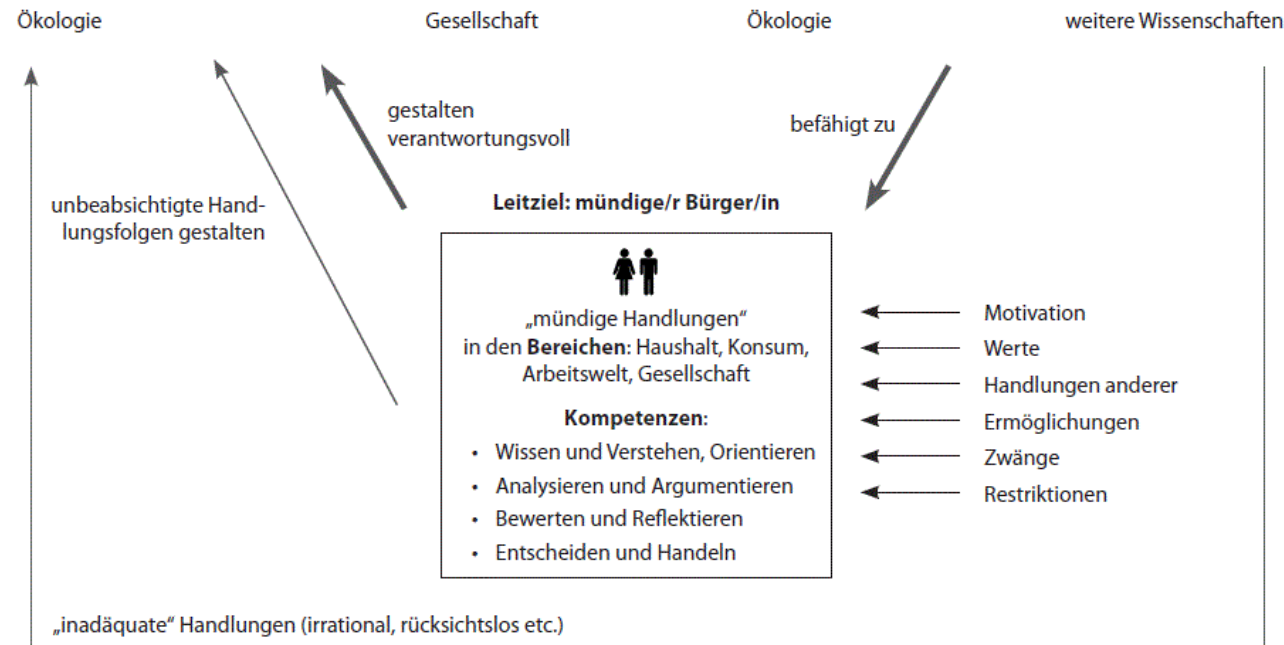 Ökologie
Gesellschaft
Ökologie
weitere Wissenschaften
gestalten
verantwortungsvoll
befähigt zu
unbeabsichtigte Hand-
lungsfolgen gestalten
Leitziel: mündige/r Bürger/in
„mündige Handlungen“
in den Bereichen: Haushalt, Konsum,
Arbeitswelt, Gesellschaft
Kompetenzen:
• Wissen und Verstehen, Orientieren
• Analysieren und Argumentieren
• Bewerten und Reflektieren
• Entscheiden und Handeln
Motivation
Werte
Handlungen anderer
Ermöglichungen
Zwänge
Restriktionen
„inadäquate“ Handlungen (irrational, rücksichtslos etc.)